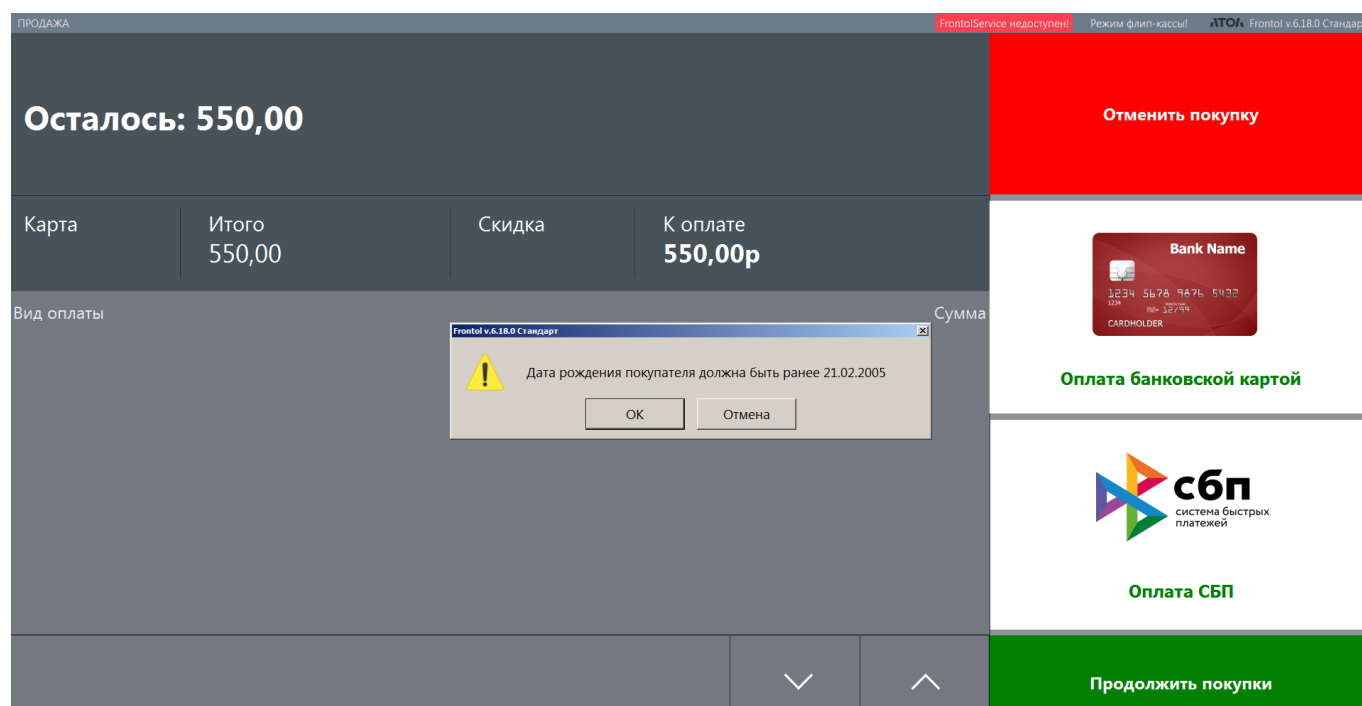 ПРОДАЖА
FrontolService недоступен! Режим флип-кассы! АТОЛ Frontol v.6.18.0 Стандар
Осталось: 550,00
Отменить покупку
Карта Итого Скидка К оплате
550,00 550,00р
Bank Name
1234 5678 9876 5432
1234
12/99
CARDHOLDER
Оплата банковской картой
Вид оплаты Сумма
Frontol v.6.18.0 Стандарт
Дата рождения покупателя должна быть ранее 21.02.2005
OK Отмена
сбп
система быстрых
платежей
Оплата СБП
Продолжить покупки